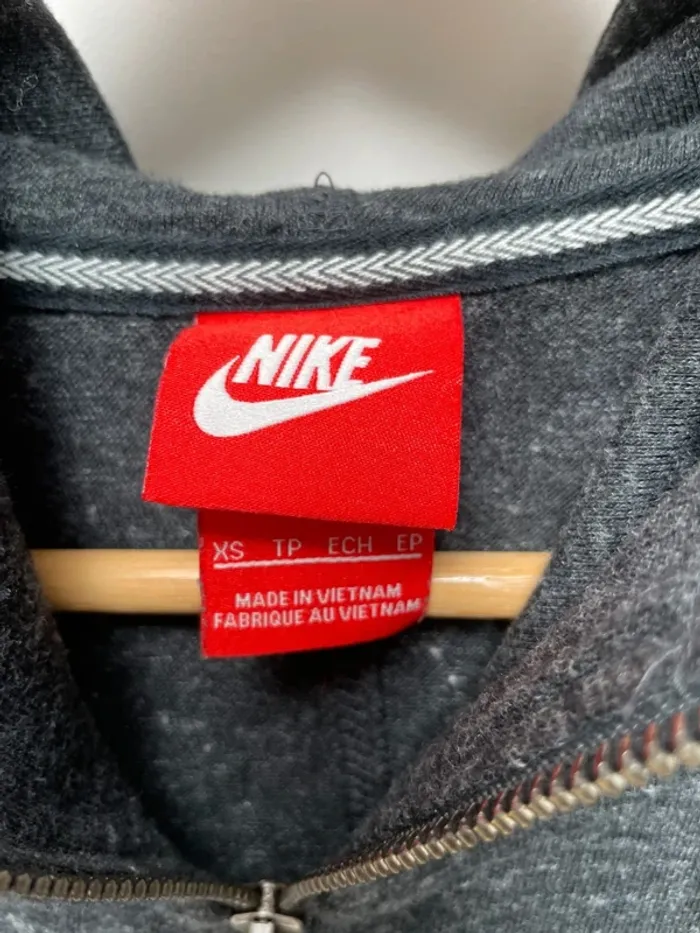 NIKE
XS TP ECH EP
MADE IN VIETNAM
FABRIQUE AU VIETNAM